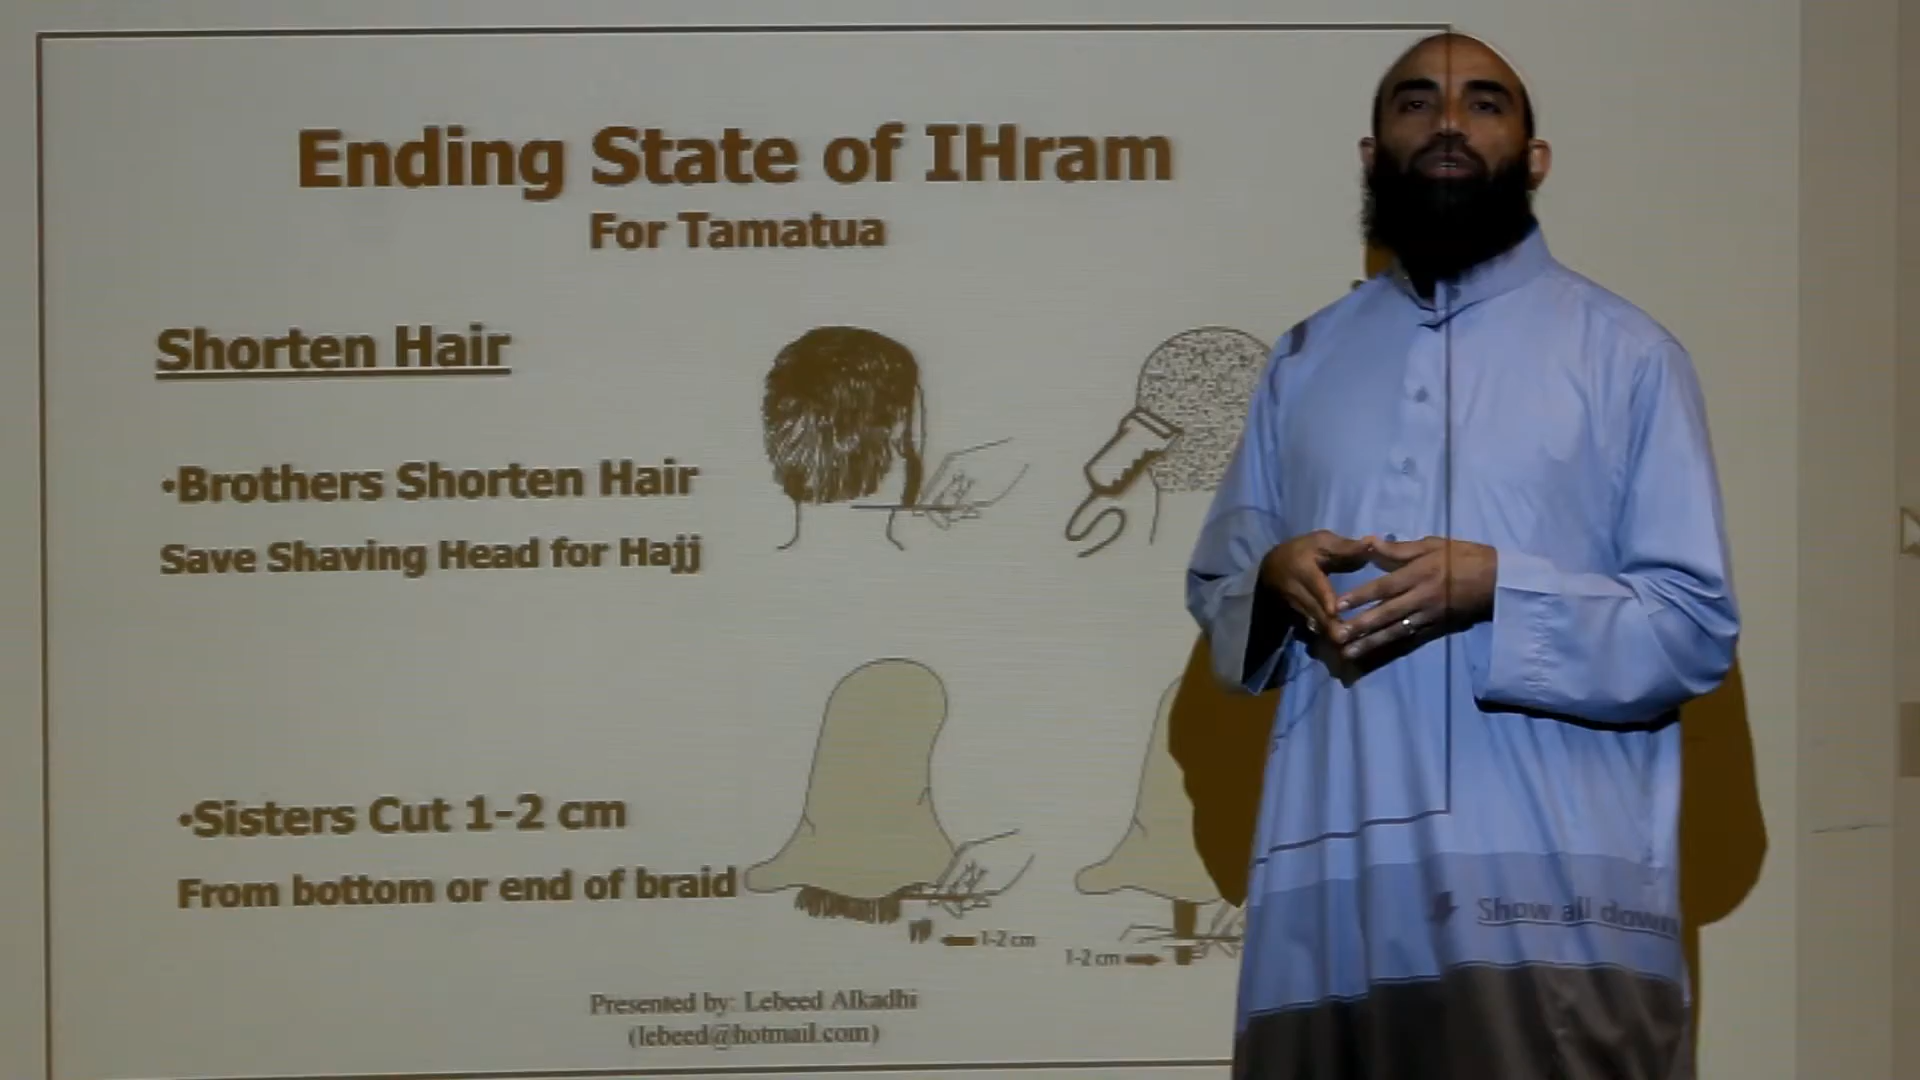 Ending State of IHram
For Tamatua
Shorten Hair
•Brothers Shorten Hair
Save Shaving Head for Hajj
•Sisters Cut 1-2 cm
From bottom or end of braid
1-2 cm
1-2 cm
Show all down
Presented by: Lebeed Alkadhi
(lebeed@hotmail.com)